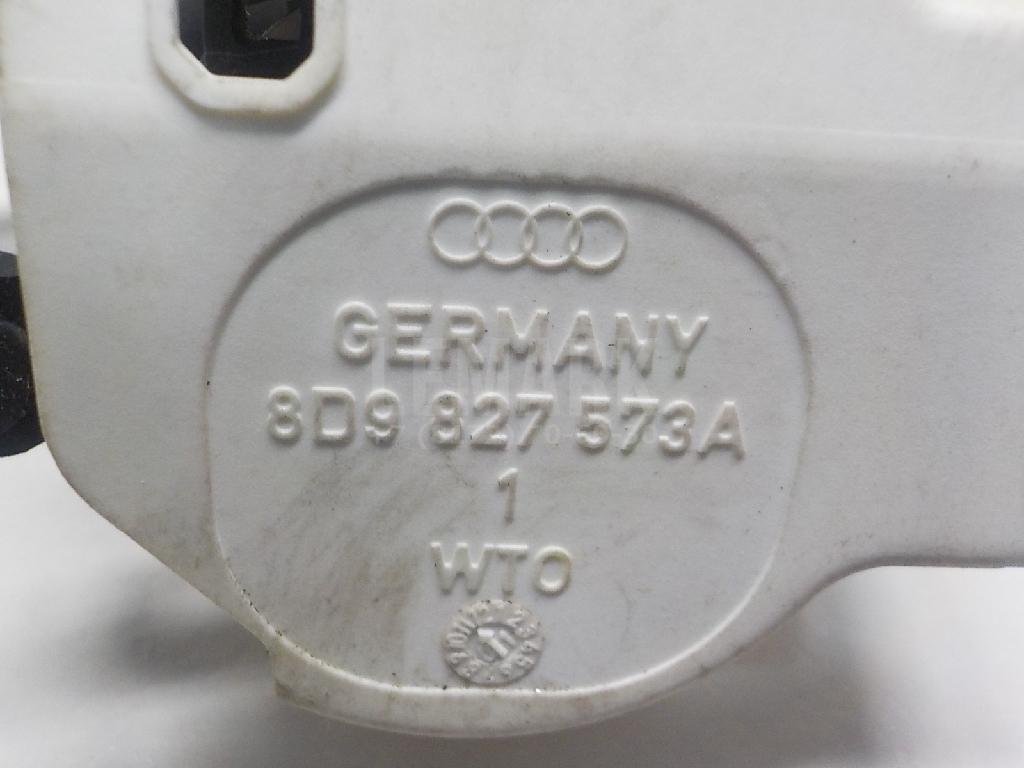 GERMANY
8D9 827 573A
1
WTO